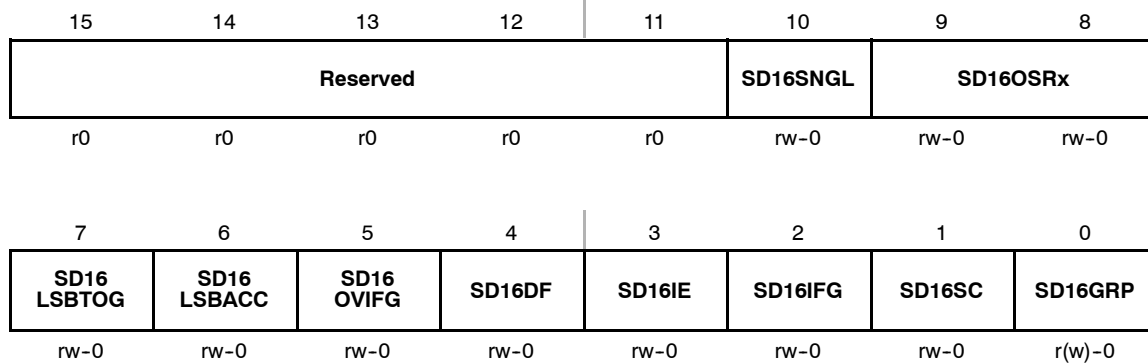 15 14 13 12 11 10 9 8
Reserved SD16SNGL SD16OSRx
r0 r0 r0 r0 r0 rw-0 rw-0 rw-0
7 6 5 4 3 2 1 0
SD16 LSBTOG SD16 LSBACC SD16 OVIFG SD16DF SD16IE SD16IFG SD16SC SD16GRP
rw-0 rw-0 rw-0 rw-0 rw-0 rw-0 rw-0 r(w)-0